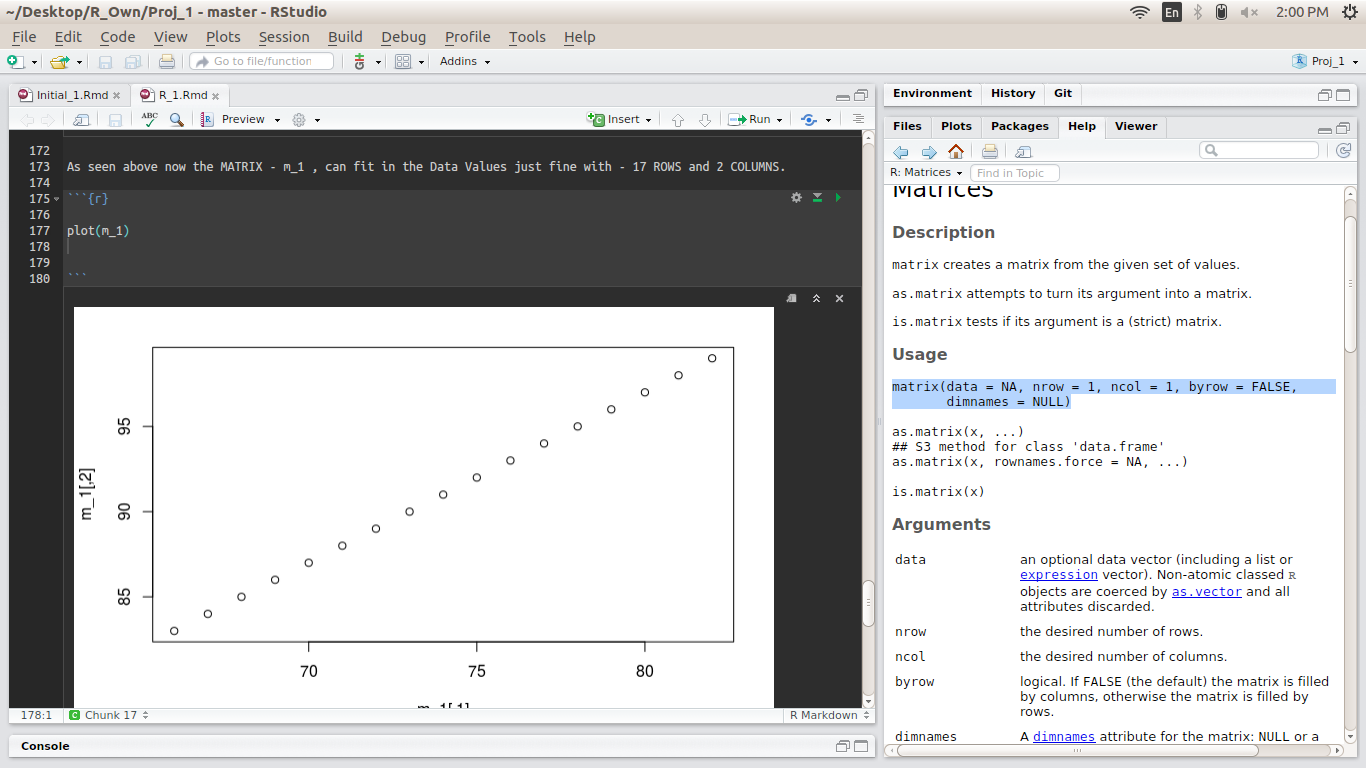 ~/Desktop/R_Own/Proj_1 - master - RStudio
En
2:00 PM
File Edit Code View Plots Session Build Debug Profile Tools Help
Go to file/function
Addins
Proj_1
Initial_1.Rmd
R_1.Rmd
ABC
Preview
Insert
Run
172
173 As seen above now the MATRIX - m_1 , can fit in the Data Values just fine with - 17 ROWS and 2 COLUMNS.
174
175 ```{r}
176
177 plot(m_1)
178
179
180 ```
95
90
85
m_1[,2]
70 75 80
m_1[,1]
178:1
C Chunk 17
R Markdown
Console
Environment History Git
Files Plots Packages Help Viewer
R: Matrices
Find in Topic
Matrices
Description
matrix creates a matrix from the given set of values.
as.matrix attempts to turn its argument into a matrix.
is.matrix tests if its argument is a (strict) matrix.
Usage
matrix(data = NA, nrow = 1, ncol = 1, byrow = FALSE,
dimnames = NULL)
as.matrix(x, ...)
## S3 method for class 'data.frame'
as.matrix(x, rownames.force = NA, ...)
is.matrix(x)
Arguments
data an optional data vector (including a list or
expression vector). Non-atomic classed R
objects are coerced by as.vector and all
attributes discarded.
nrow the desired number of rows.
ncol the desired number of columns.
byrow logical. If FALSE (the default) the matrix is filled
by columns, otherwise the matrix is filled by
rows.
dimnames A dimnames attribute for the matrix: NULL or a